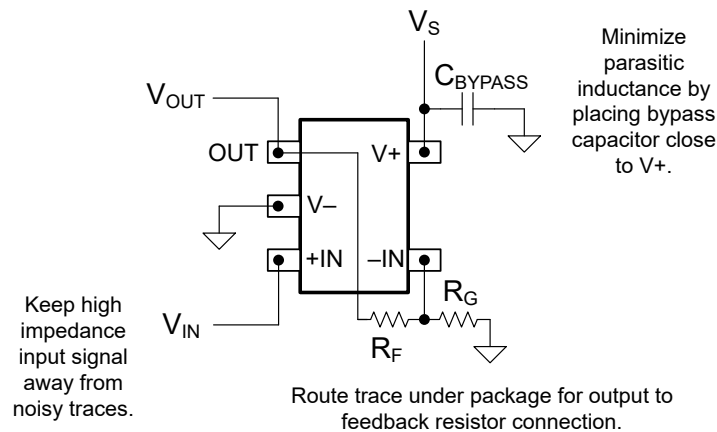 V_S
Minimize
parasitic
inductance by
placing bypass
capacitor close
to V+.
C_BYPASS
V_OUT
OUT
V+
V–
+IN
–IN
V_IN
R_G
R_F
Keep high
impedance
input signal
away from
noisy traces.
Route trace under package for output to
feedback resistor connection.